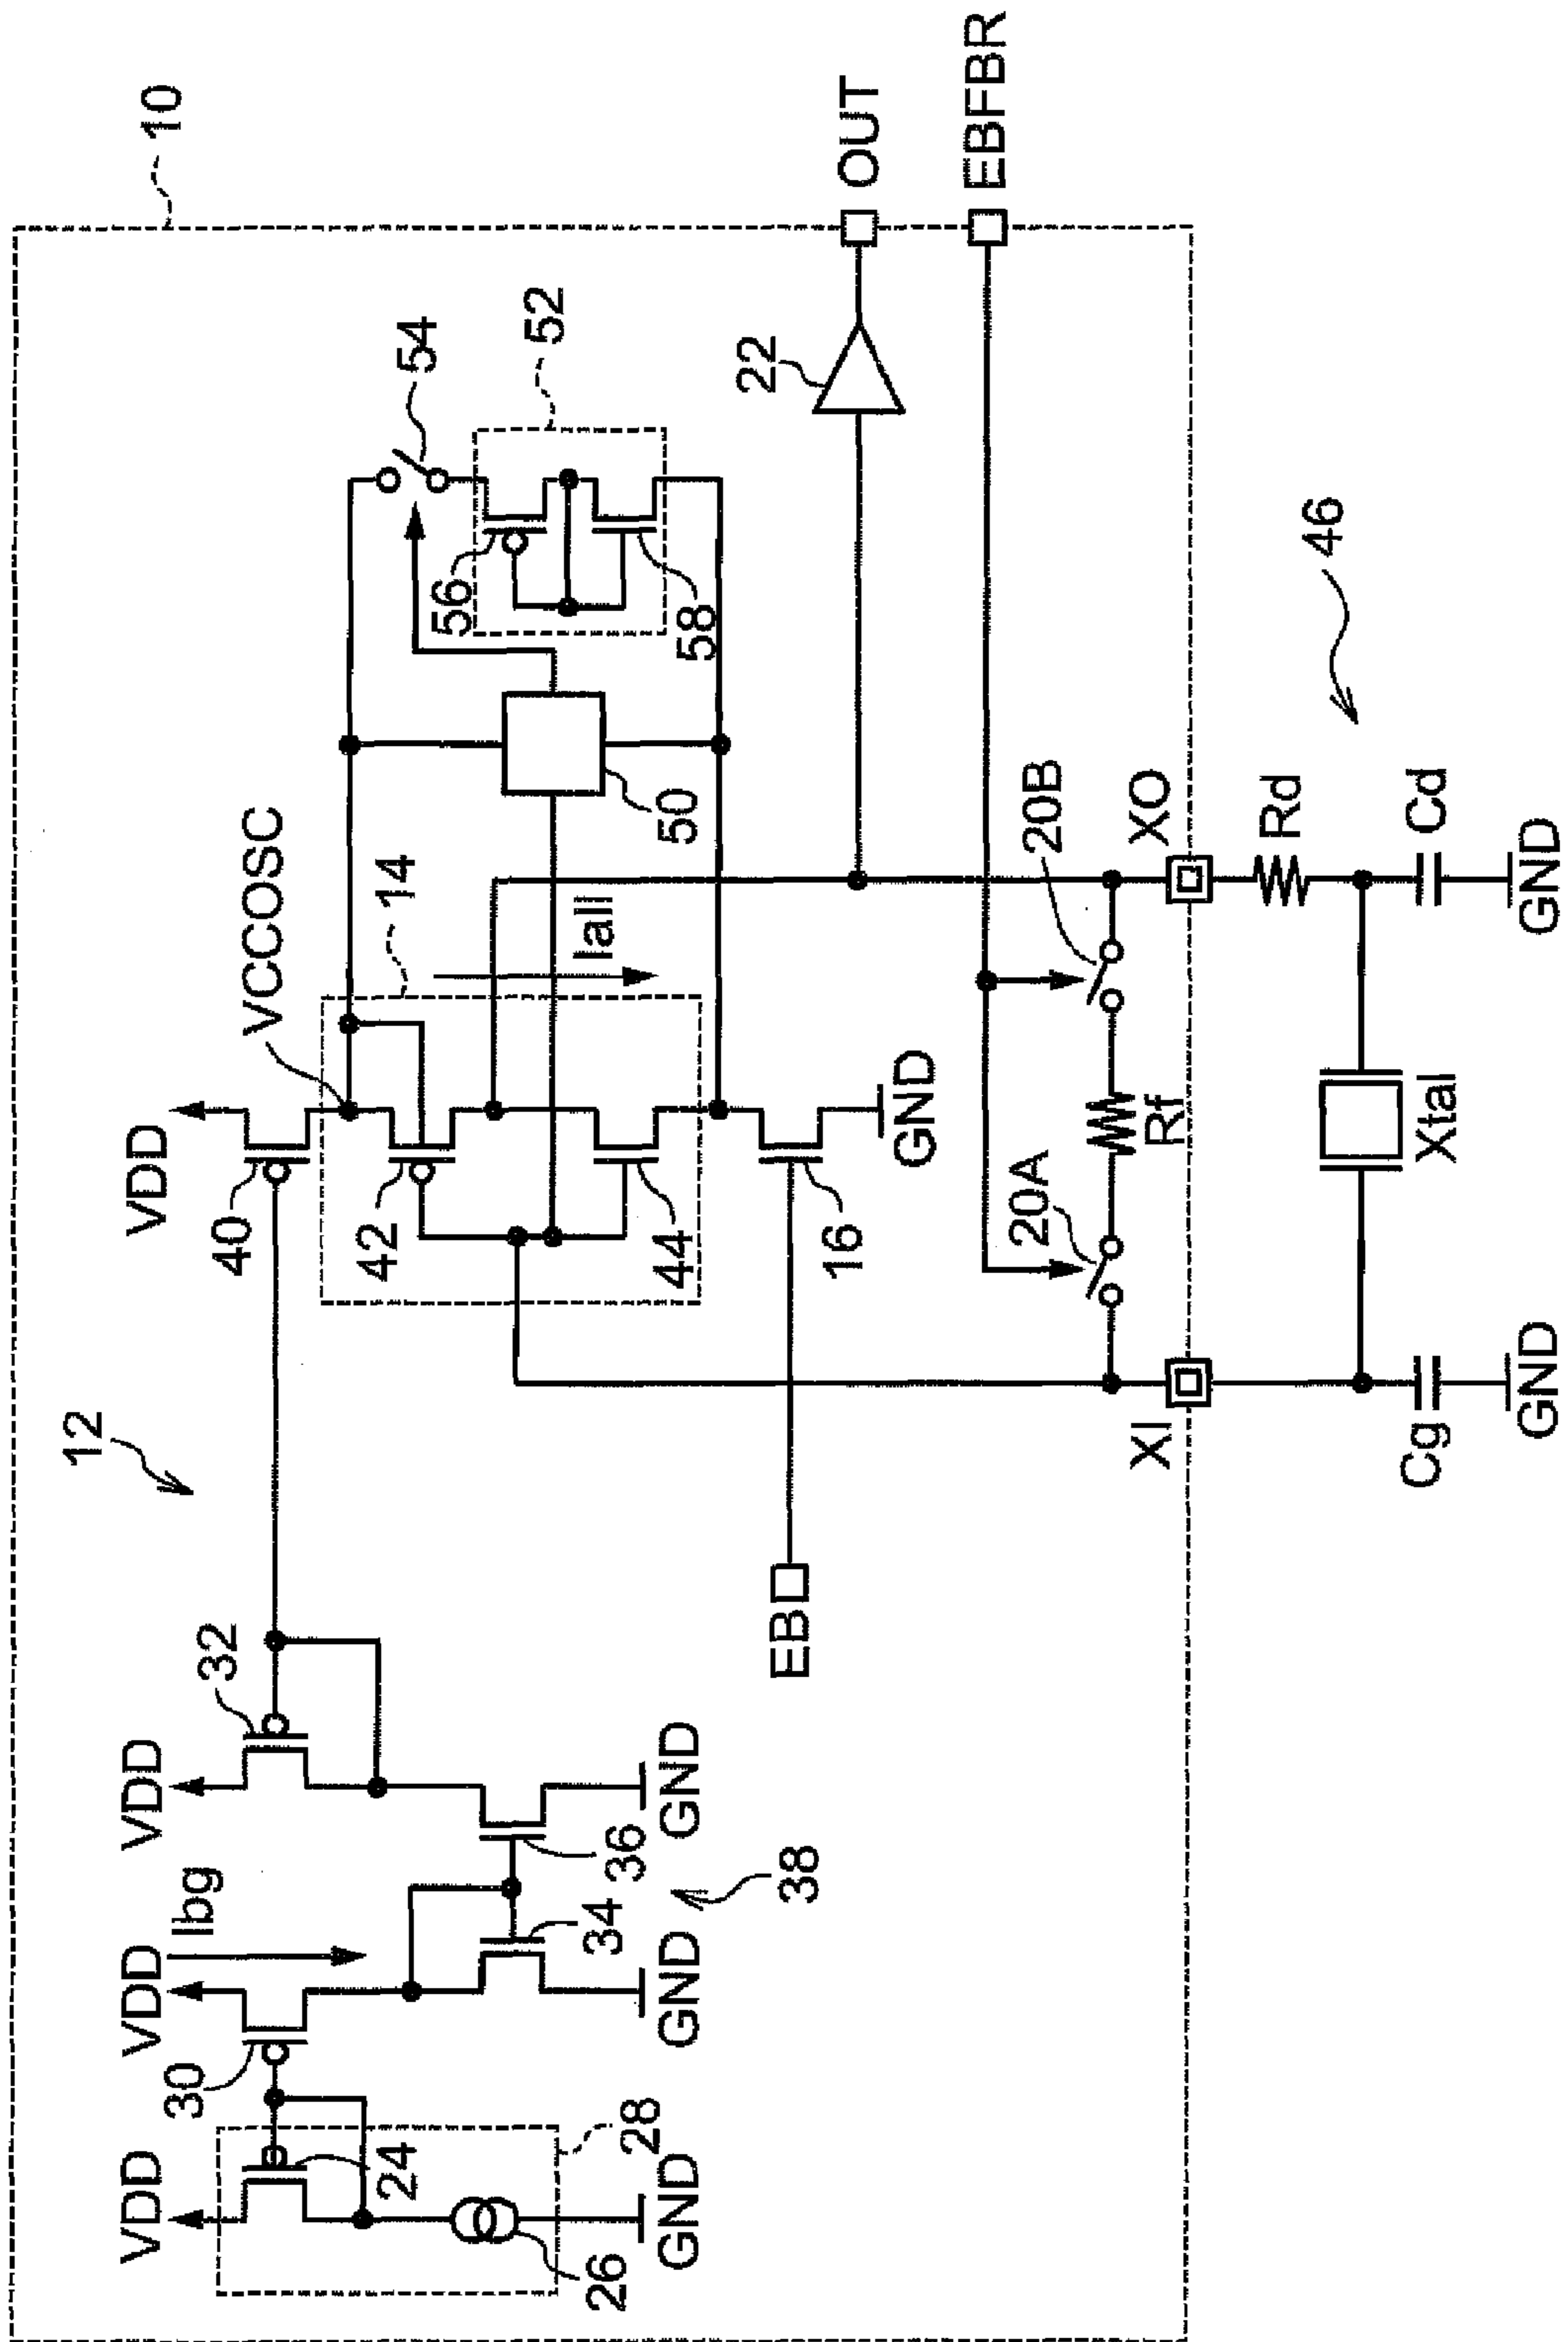 10
12
VDD
VDD
Ibg
VDD
VDD
VCCOSC
30
32
40
14
54
24
42
56
52
28
26
34
36
44
Iall
50
58
GND
GND
GND
38
EB
16
GND
22
OUT
EBFBR
20A
20B
Rf
XI
XO
46
Cg
Xtal
Rd
Cd
GND
GND